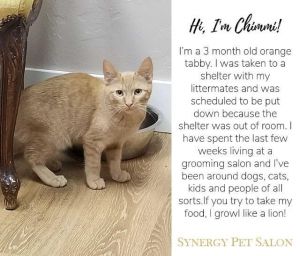 Hi, I'm Chimmi!
I'm a 3 month old orange
tabby. I was taken to a
shelter with my
littermates and was
scheduled to be put
down because the
shelter was out of room. I
have spent the last few
weeks living at a
grooming salon and I've
been around dogs, cats,
kids and people of all
sorts.If you try to take my
food, I growl like a lion!
SYNERGY PET SALON